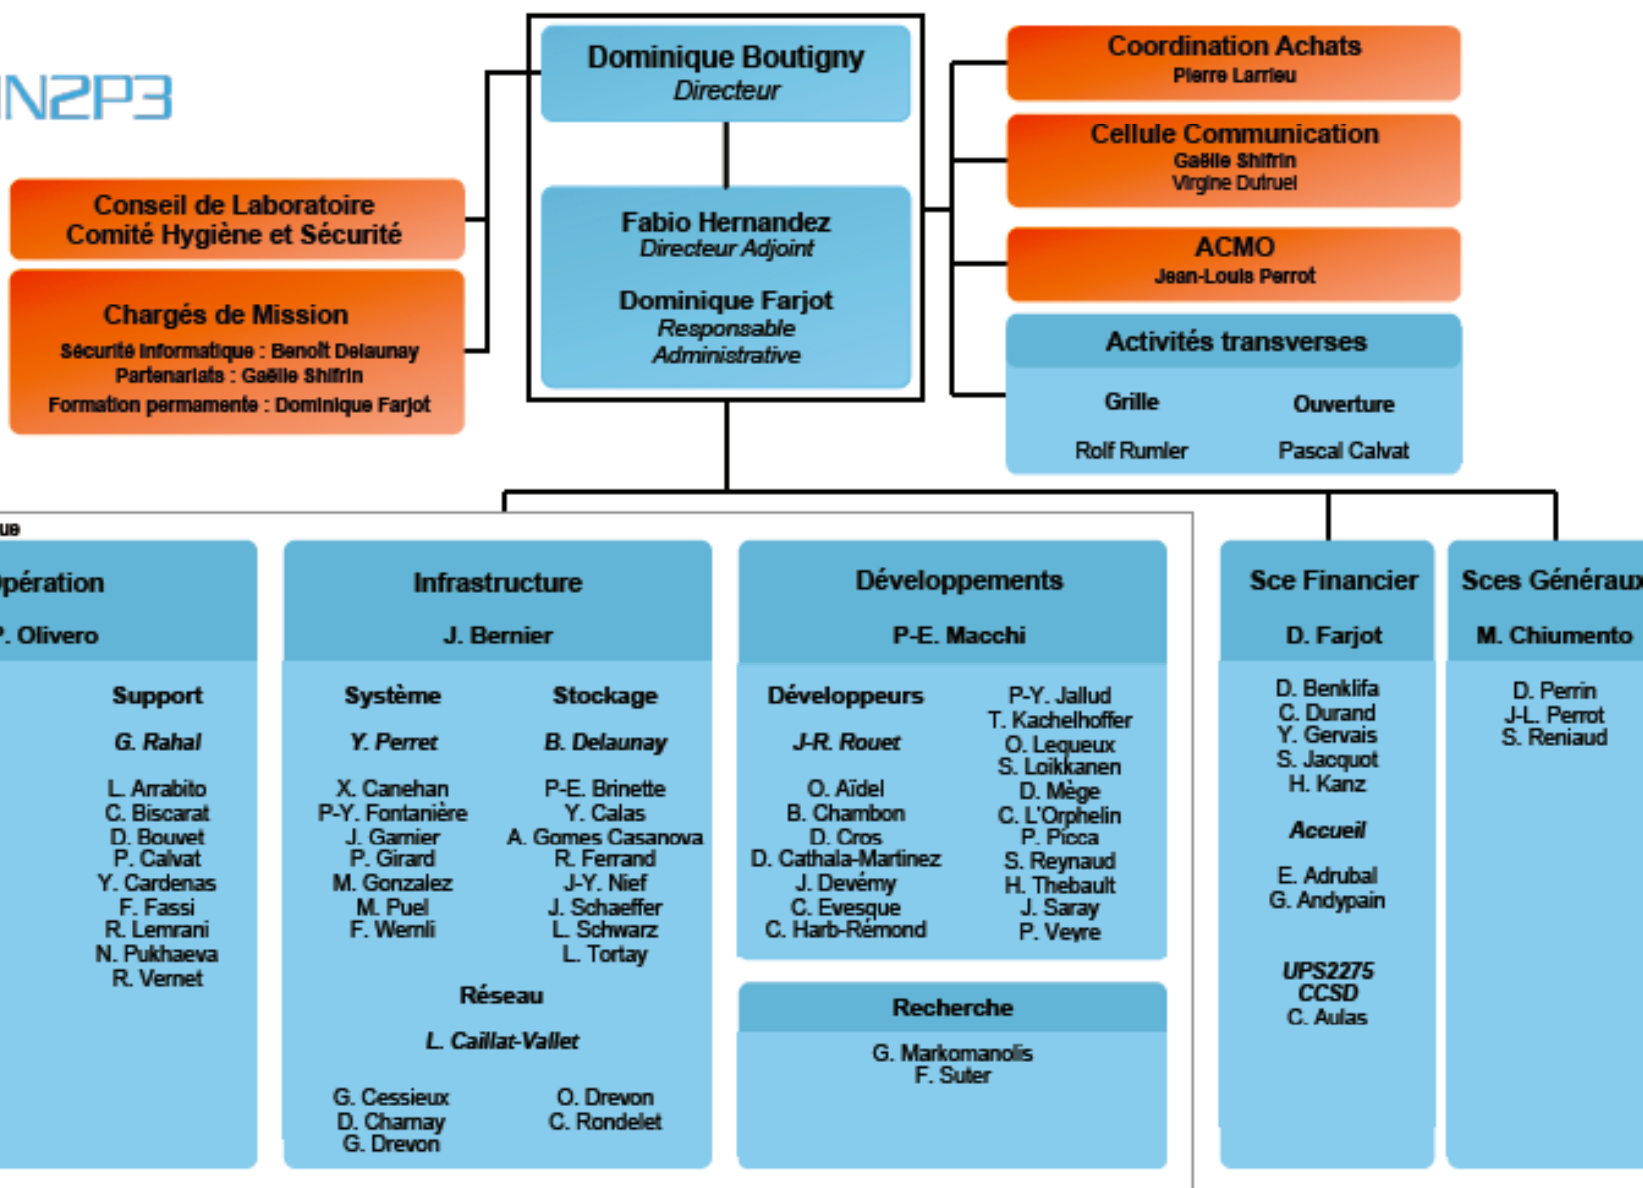 IN2P3
Dominique Boutigny
Directeur
Fabio Hernandez
Directeur Adjoint
Dominique Farjot
Responsable
Administrative
Conseil de Laboratoire
Comité Hygiène et Sécurité
Chargés de Mission
Sécurité Informatique : Benoît Delaunay
Partenariats : Gaëlle Shifrin
Formation permamente : Dominique Farjot
Coordination Achats
Pierre Larrieu
Cellule Communication
Gaëlle Shifrin
Virgine Dutruel
ACMO
Jean-Louis Perrot
Activités transverses
Grille
Ouverture
Rolf Rumler
Pascal Calvat
ue
pération
P. Olivero
Support
G. Rahal
L. Arrabito
C. Biscarat
D. Bouvet
P. Calvat
Y. Cardenas
F. Fassi
R. Lemrani
N. Pukhaeva
R. Vernet
Infrastructure
J. Bernier
Système
Y. Perret
X. Canehan
P-Y. Fontanière
J. Garnier
P. Girard
M. Gonzalez
M. Puel
F. Wernli
Stockage
B. Delaunay
P-E. Brinette
Y. Calas
A. Gomes Casanova
R. Ferrand
J-Y. Nief
J. Schaeffer
L. Schwarz
L. Tortay
Réseau
L. Caillat-Vallet
G. Cessieux
D. Charnay
G. Drevon
O. Drevon
C. Rondelet
Développements
P-E. Macchi
Développeurs
J-R. Rouet
O. Aïdel
B. Chambon
D. Cros
D. Cathala-Martinez
J. Devémy
C. Evesque
C. Harb-Rémond
P-Y. Jallud
T. Kachelhoffer
O. Lequeux
S. Loikkanen
D. Mège
C. L'Orphelin
P. Picca
S. Reynaud
H. Thebault
J. Saray
P. Veyre
Recherche
G. Markomanolis
F. Suter
Sce Financier
D. Farjot
D. Benklifa
C. Durand
Y. Gervais
S. Jacquot
H. Kanz
Accueil
E. Adrubal
G. Andypain
UPS2275
CCSD
C. Aulas
Sces Généraux
M. Chiumento
D. Perrin
J-L. Perrot
S. Reniaud